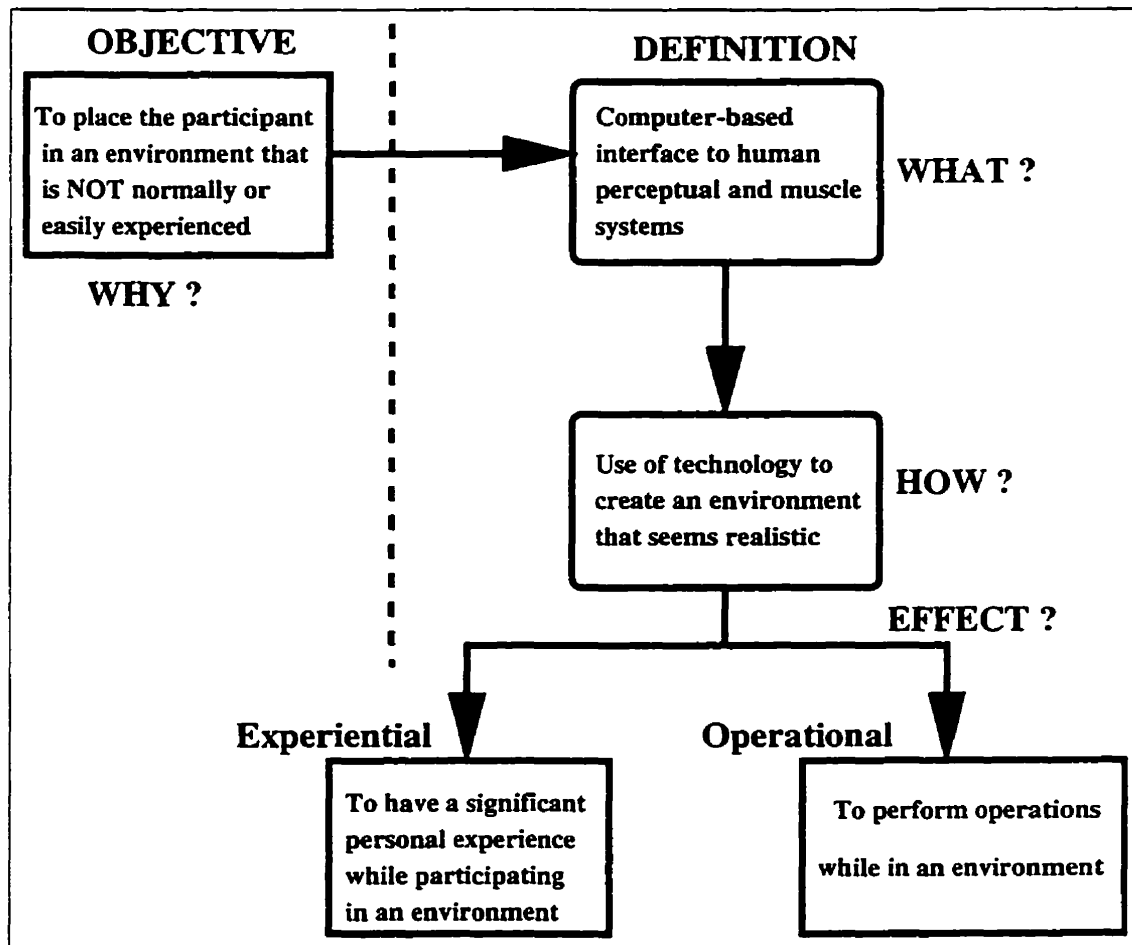 OBJECTIVE
To place the participant
in an environment that
is NOT normally or
easily experienced
WHY ?
DEFINITION
Computer-based
interface to human
perceptual and muscle
systems
WHAT ?
Use of technology to
create an environment
that seems realistic
HOW ?
EFFECT ?
Experiential
To have a significant
personal experience
while participating
in an environment
Operational
To perform operations
while in an environment